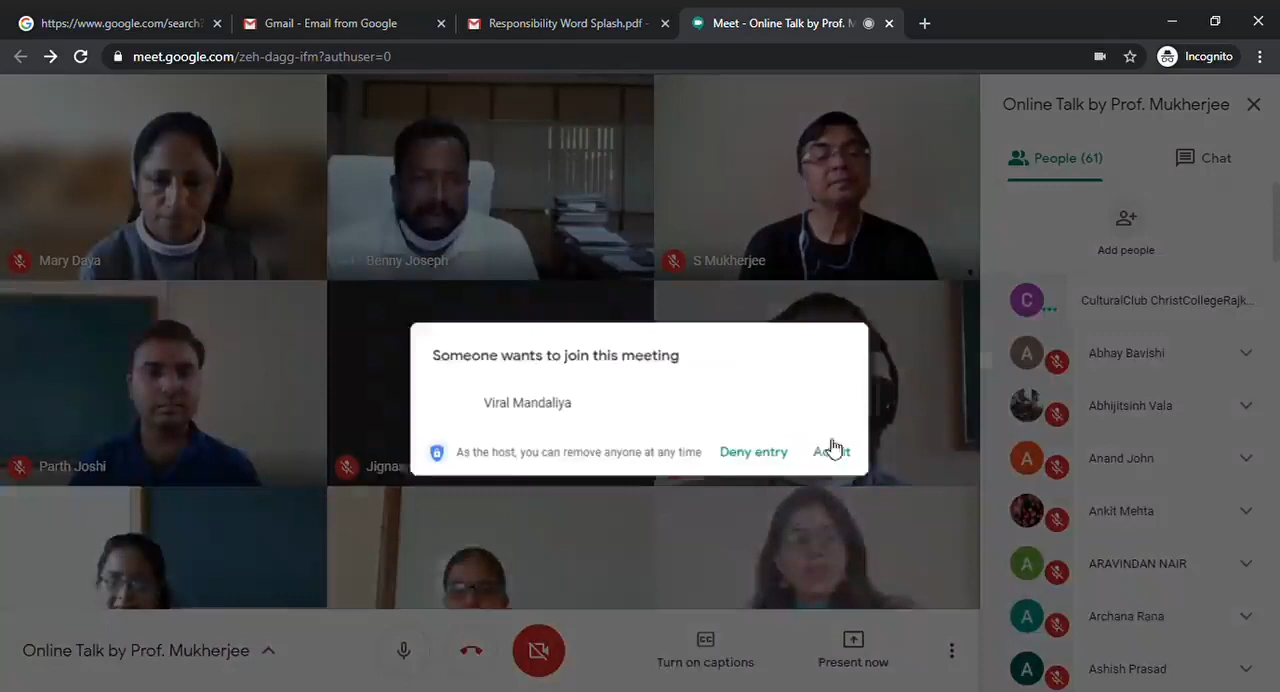 https://www.google.com/search?
Gmail - Email from Google
Responsibility Word Splash.pdf -
Meet - Online Talk by Prof. M
meet.google.com/zeh-dagg-ifm?authuser=0
Incognito
Online Talk by Prof. Mukherjee
People (61)
Chat
Add people
Mary Daya
Benny Joseph
S Mukherjee
Parth Joshi
Jigna
Someone wants to join this meeting
Viral Mandaliya
As the host, you can remove anyone at any time
Deny entry
C
CulturalClub ChristCollegeRajk...
A
Abhay Bavishi
Abhijitsinh Vala
A
Anand John
Ankit Mehta
A
ARAVINDAN NAIR
A
Archana Rana
A
Ashish Prasad
Online Talk by Prof. Mukherjee
CC
Turn on captions
Present now